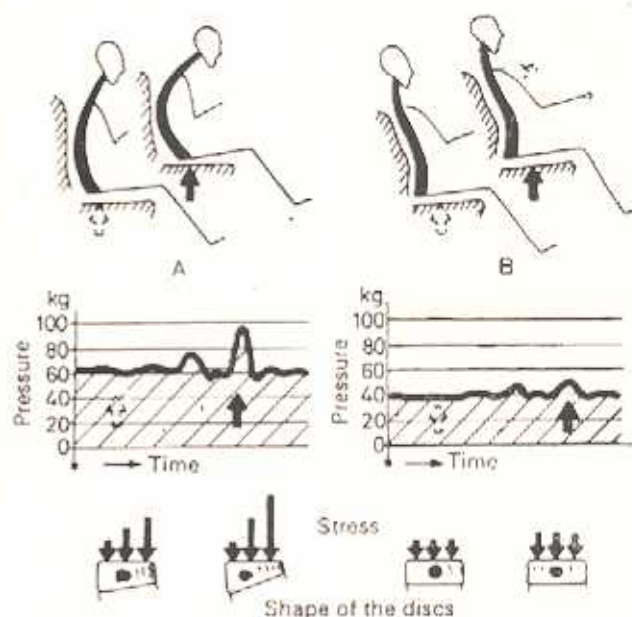 A B
kg kg
100 100
80 80
60 60
40 40
20 20
0 0
Pressure Pressure
Time Time
Stress
Shape of the discs